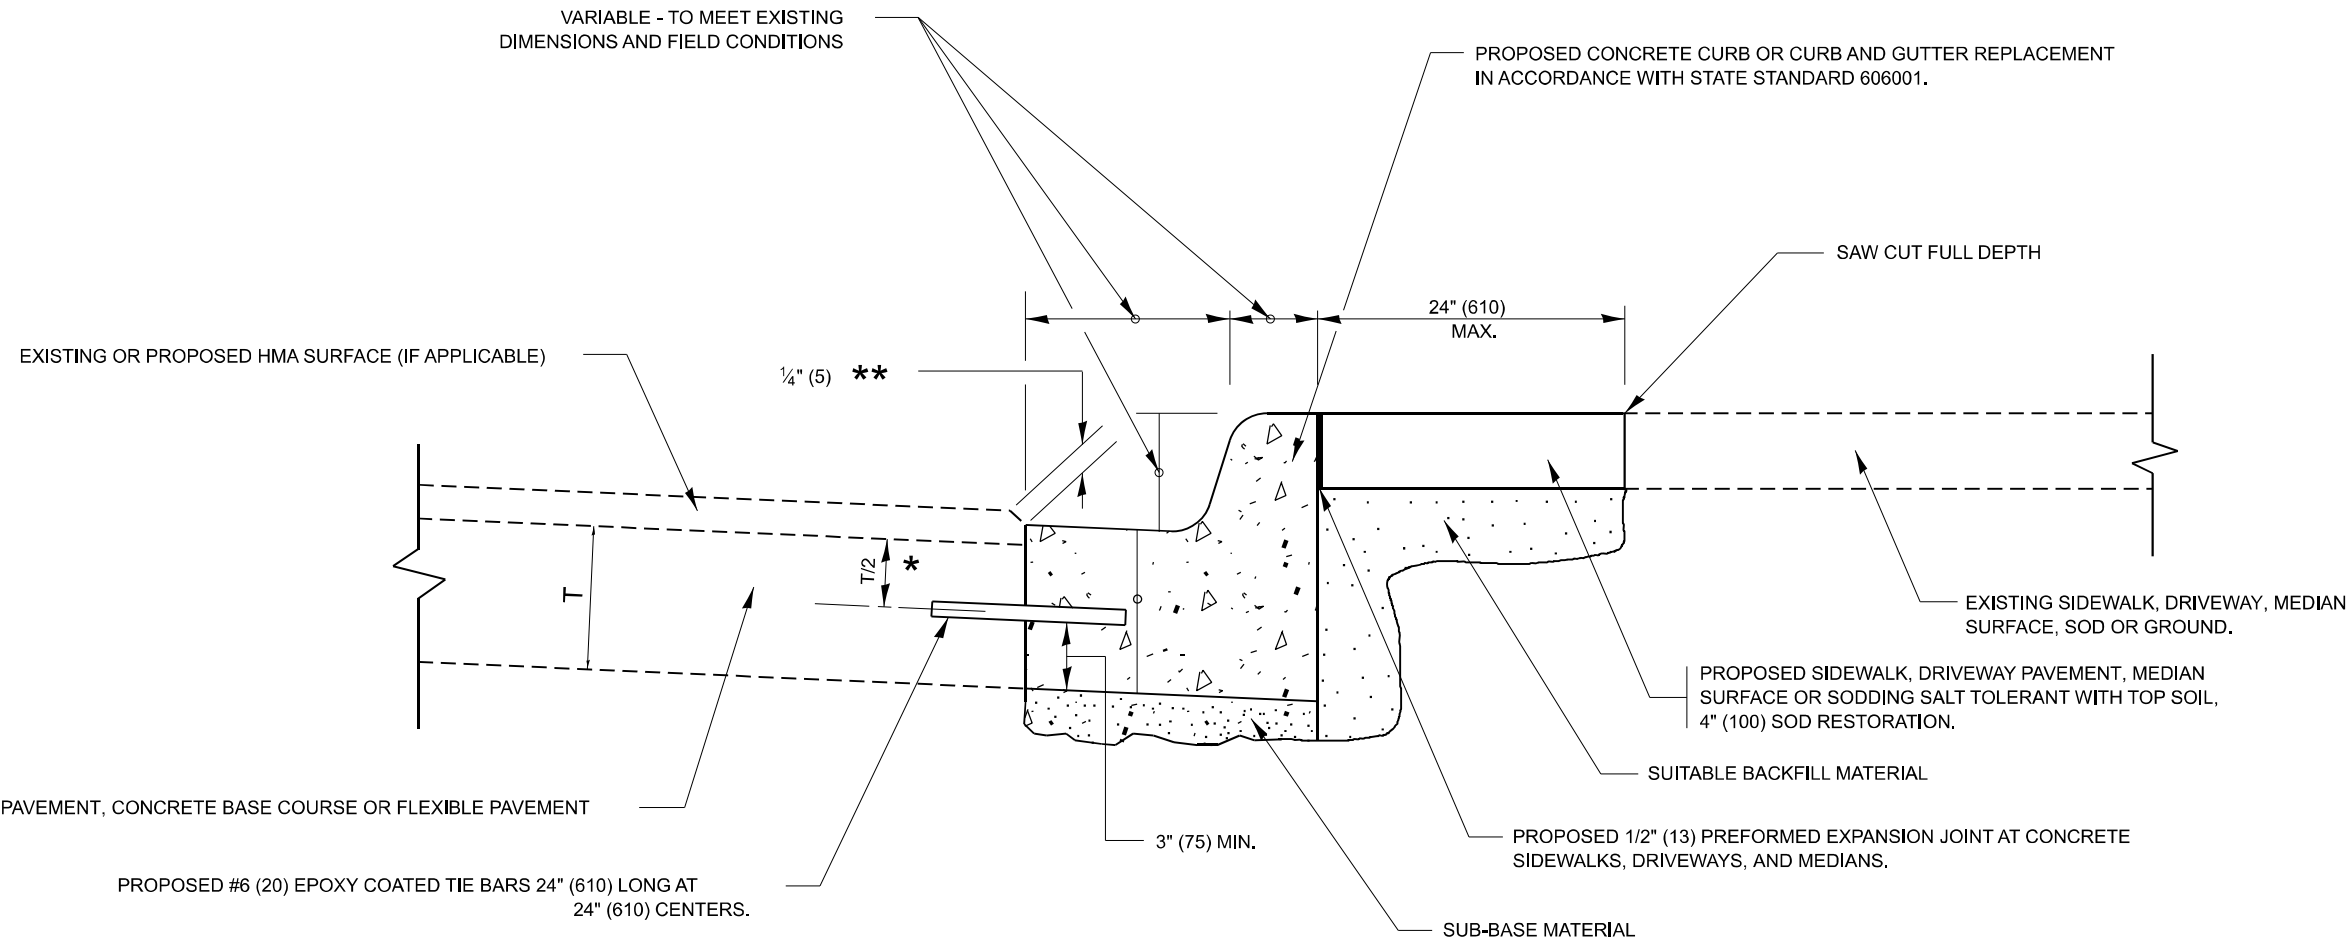 VARIABLE - TO MEET EXISTING
DIMENSIONS AND FIELD CONDITIONS
PROPOSED CONCRETE CURB OR CURB AND GUTTER REPLACEMENT
IN ACCORDANCE WITH STATE STANDARD 606001.
SAW CUT FULL DEPTH
24" (610)
MAX.
EXISTING OR PROPOSED HMA SURFACE (IF APPLICABLE)
¼" (5) **
T/2 *
T
EXISTING SIDEWALK, DRIVEWAY, MEDIAN
SURFACE, SOD OR GROUND.
PROPOSED SIDEWALK, DRIVEWAY PAVEMENT, MEDIAN
SURFACE OR SODDING SALT TOLERANT WITH TOP SOIL,
4" (100) SOD RESTORATION.
SUITABLE BACKFILL MATERIAL
PAVEMENT, CONCRETE BASE COURSE OR FLEXIBLE PAVEMENT
3" (75) MIN.
PROPOSED 1/2" (13) PREFORMED EXPANSION JOINT AT CONCRETE
SIDEWALKS, DRIVEWAYS, AND MEDIANS.
PROPOSED #6 (20) EPOXY COATED TIE BARS 24" (610) LONG AT
24" (610) CENTERS.
SUB-BASE MATERIAL